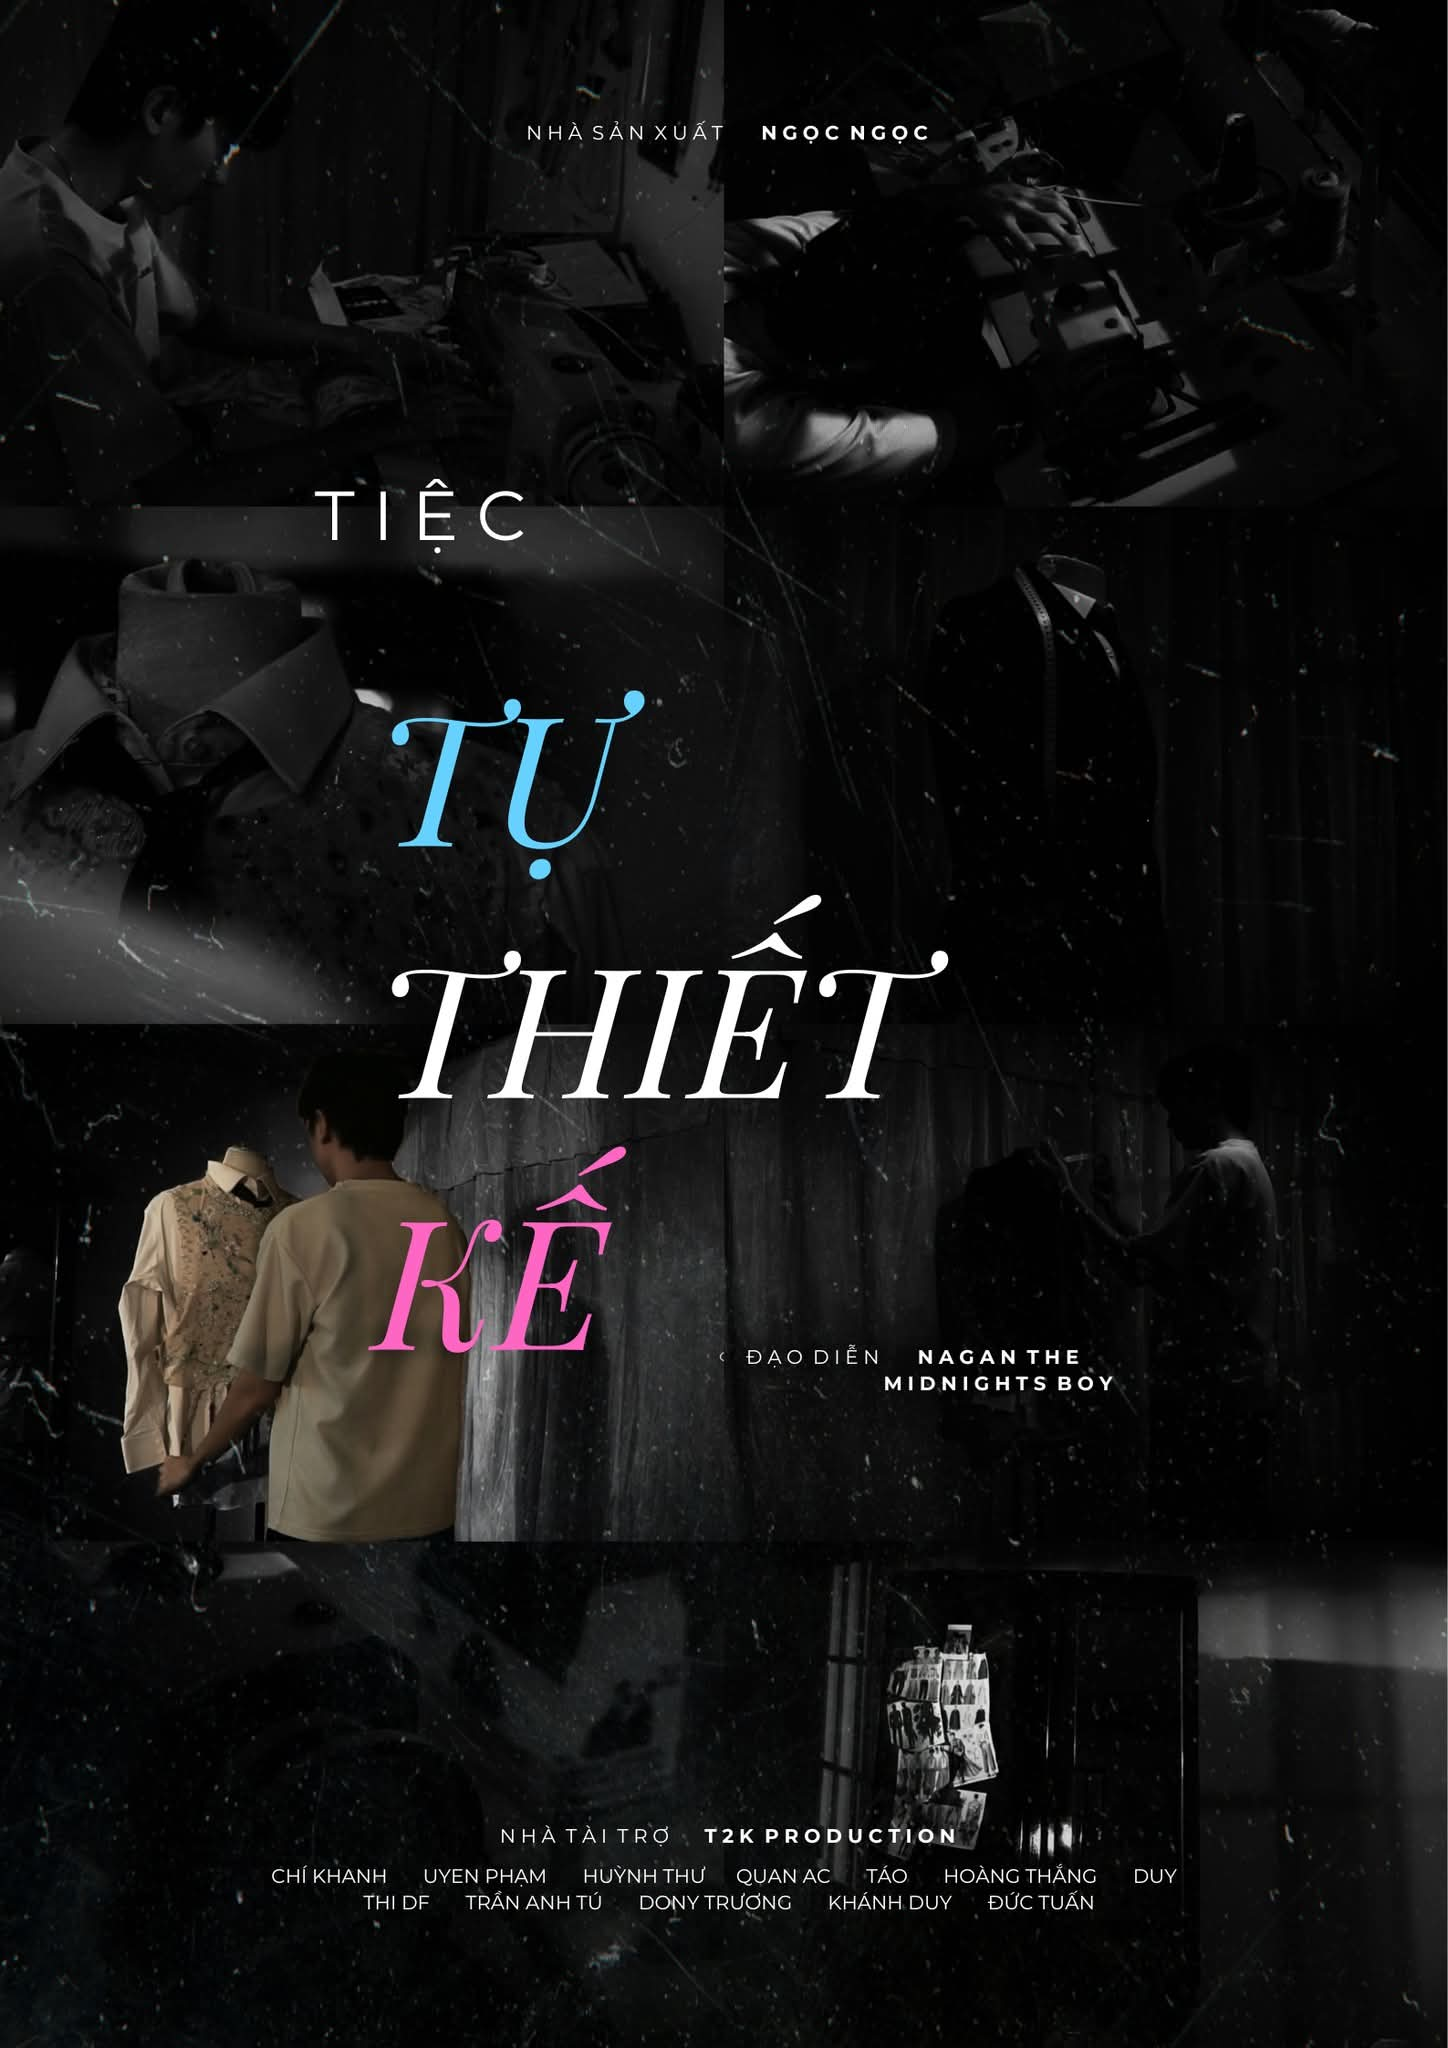 NHÀ SẢN XUẤT NGỌC NGỌC
TIỆC
TỰ
THIẾT
KẾ
ĐẠO DIỄN NAGAN THE
MIDNIGHTS BOY
NHÀ TÀI TRỢ T2K PRODUCTION
CHÍ KHANH UYEN PHẠM HUỲNH THƯ QUAN AC TÁO HOÀNG THẮNG DUY
THI DF TRẦN ANH TÚ DONY TRƯƠNG KHÁNH DUY ĐỨC TUẤN